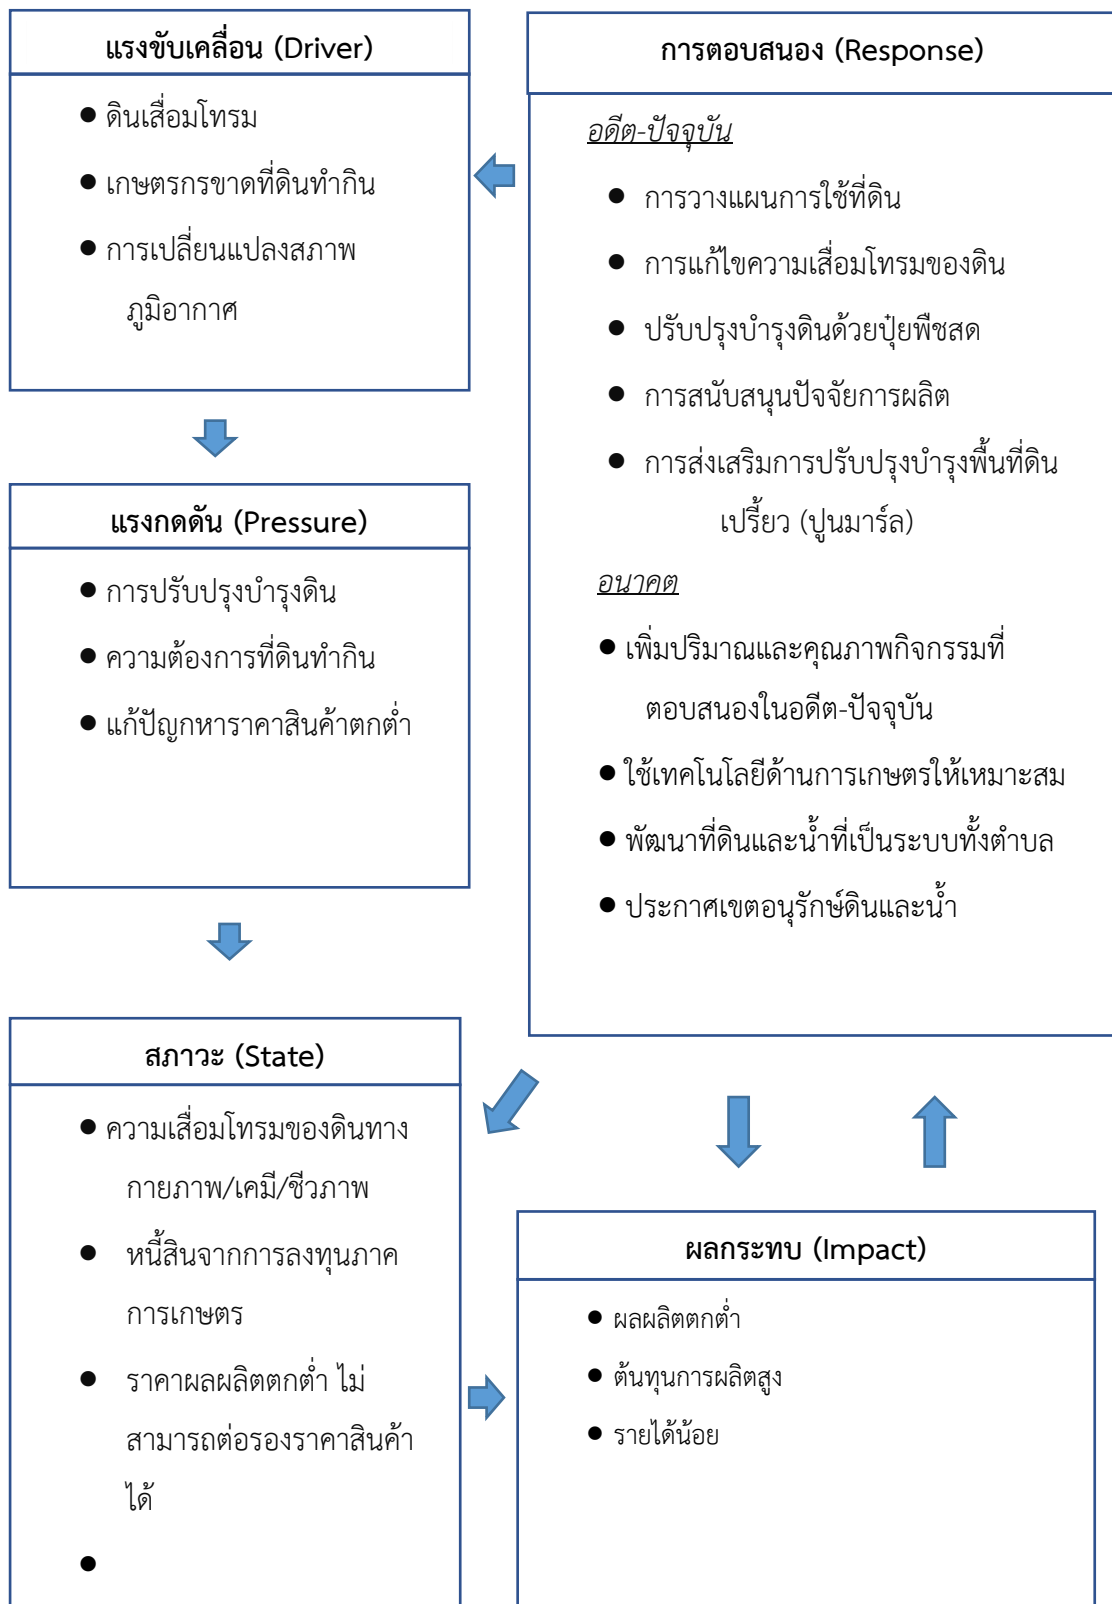 แรงขับเคลื่อน (Driver)
● ดินเสื่อมโทรม
● เกษตรกรขาดที่ดินทำกิน
● การเปลี่ยนแปลงสภาพ
ภูมิอากาศ
แรงกดดัน (Pressure)
● การปรับปรุงบำรุงดิน
● ความต้องการที่ดินทำกิน
● แก้ปัญหาราคาสินค้าตกต่ำ
สภาวะ (State)
● ความเสื่อมโทรมของดินทาง
กายภาพ/เคมี/ชีวภาพ
● หนี้สินจากการลงทุนภาค
การเกษตร
● ราคาผลผลิตตกต่ำ ไม่
สามารถต่อรองราคาสินค้า
ได้
●
การตอบสนอง (Response)
อดีต-ปัจจุบัน
● การวางแผนการใช้ที่ดิน
● การแก้ไขความเสื่อมโทรมของดิน
● ปรับปรุงบำรุงดินด้วยปุ๋ยพืชสด
● การสนับสนุนปัจจัยการผลิต
● การส่งเสริมการปรับปรุงบำรุงพื้นที่ดิน
เปรี้ยว (ปูนมาร์ล)
อนาคต
● เพิ่มปริมาณและคุณภาพกิจกรรมที่
ตอบสนองในอดีต-ปัจจุบัน
● ใช้เทคโนโลยีด้านการเกษตรให้เหมาะสม
● พัฒนาที่ดินและน้ำที่เป็นระบบทั้งตำบล
● ประกาศเขตอนุรักษ์ดินและน้ำ
ผลกระทบ (Impact)
● ผลผลิตตกต่ำ
● ต้นทุนการผลิตสูง
● รายได้น้อย